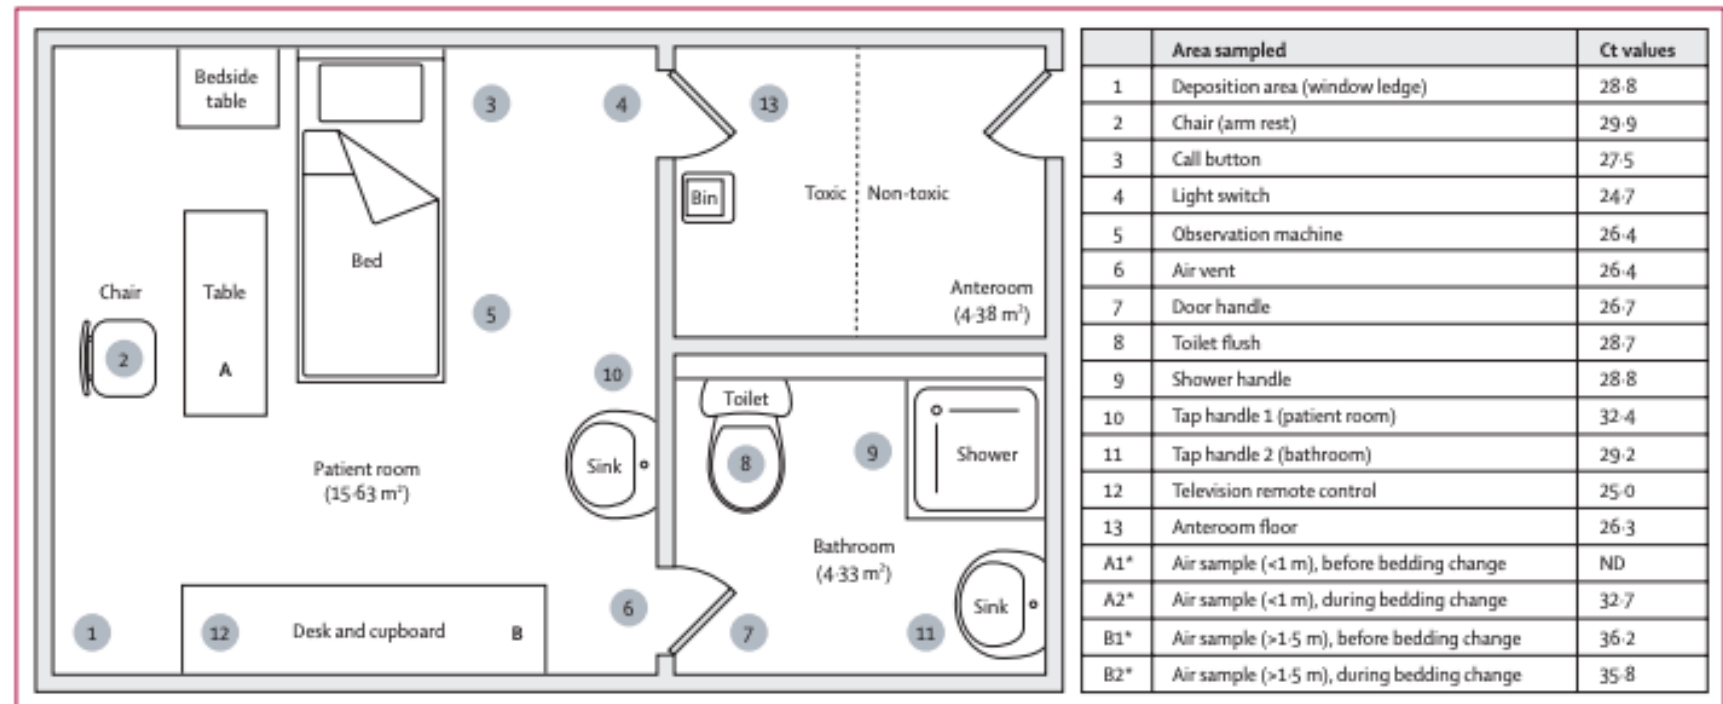 Bedside
table
3
4
13
Bin
Toxic
Non-toxic
Bed
Chair
Table
Anteroom
(4·38 m²)
5
2
A
10
Toilet
Sink
8
9
Shower
Patient room
(15·63 m²)
Bathroom
(4·33 m²)
6
Sink
1
12
Desk and cupboard
B
7
11
Area sampled Ct values
1 Deposition area (window ledge) 28·8
2 Chair (arm rest) 29·9
3 Call button 27·5
4 Light switch 24·7
5 Observation machine 26·4
6 Air vent 26·4
7 Door handle 26·7
8 Toilet flush 28·7
9 Shower handle 28·8
10 Tap handle 1 (patient room) 32·4
11 Tap handle 2 (bathroom) 29·2
12 Television remote control 25·0
13 Anteroom floor 26·3
A1* Air sample (<1 m), before bedding change ND
A2* Air sample (<1 m), during bedding change 32·7
B1* Air sample (>1·5 m), before bedding change 36·2
B2* Air sample (>1·5 m), during bedding change 35·8